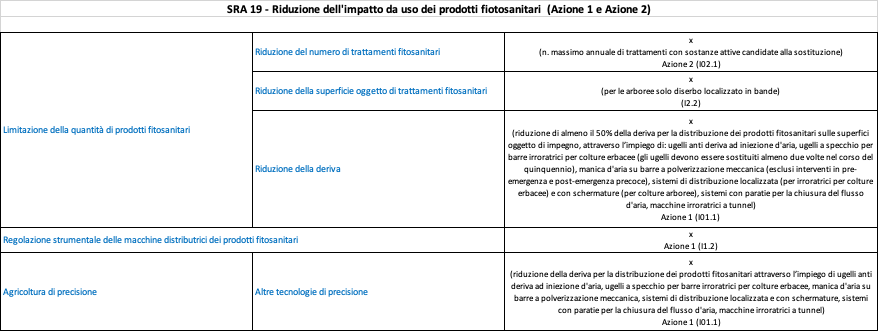 SRA 19 - Riduzione dell'impatto da uso dei prodotti fiotosanitari (Azione 1 e Azione 2)
Limitazione della quantità di prodotti fitosanitari
Riduzione del numero di trattamenti fitosanitari
x
(n. massimo annuale di trattamenti con sostanze attive candidate alla sostituzione)
Azione 2 (I02.1)
Riduzione della superficie oggetto di trattamenti fitosanitari
x
(per le arboree solo diserbo localizzato in bande)
(I2.2)
Riduzione della deriva
x
(riduzione di almeno il 50% della deriva per la distribuzione dei prodotti fitosanitari sulle superfici
oggetto di impegno, attraverso l'impiego di: ugelli anti deriva ad iniezione d'aria, ugelli a specchio per
barre irroratrici per colture erbacee (gli ugelli devono essere sostituiti almeno due volte nel corso del
quinquennio), manica d'aria su barre a polverizzazione meccanica (esclusi interventi in pre-
emergenza e post-emergenza precoce), sistemi di distribuzione localizzata (per irroratrici per colture
erbacee) e con schermature (per colture arboree), sistemi con paratie per la chiusura del flusso
d'aria, macchine irroratrici a tunnel)
Azione 1 (I01.1)
Regolazione strumentale delle macchine distributrici dei prodotti fitosanitari
x
Azione 1 (I1.2)
Agricoltura di precisione
Altre tecnologie di precisione
x
(riduzione della deriva per la distribuzione dei prodotti fitosanitari attraverso l'impiego di ugelli anti
deriva ad iniezione d'aria, ugelli a specchio per barre irroratrici per colture erbacee, manica d'aria su
barre a polverizzazione meccanica, sistemi di distribuzione localizzata e con schermature, sistemi
con paratie per la chiusura del flusso d'aria, macchine irroratrici a tunnel)
Azione 1 (I01.1)